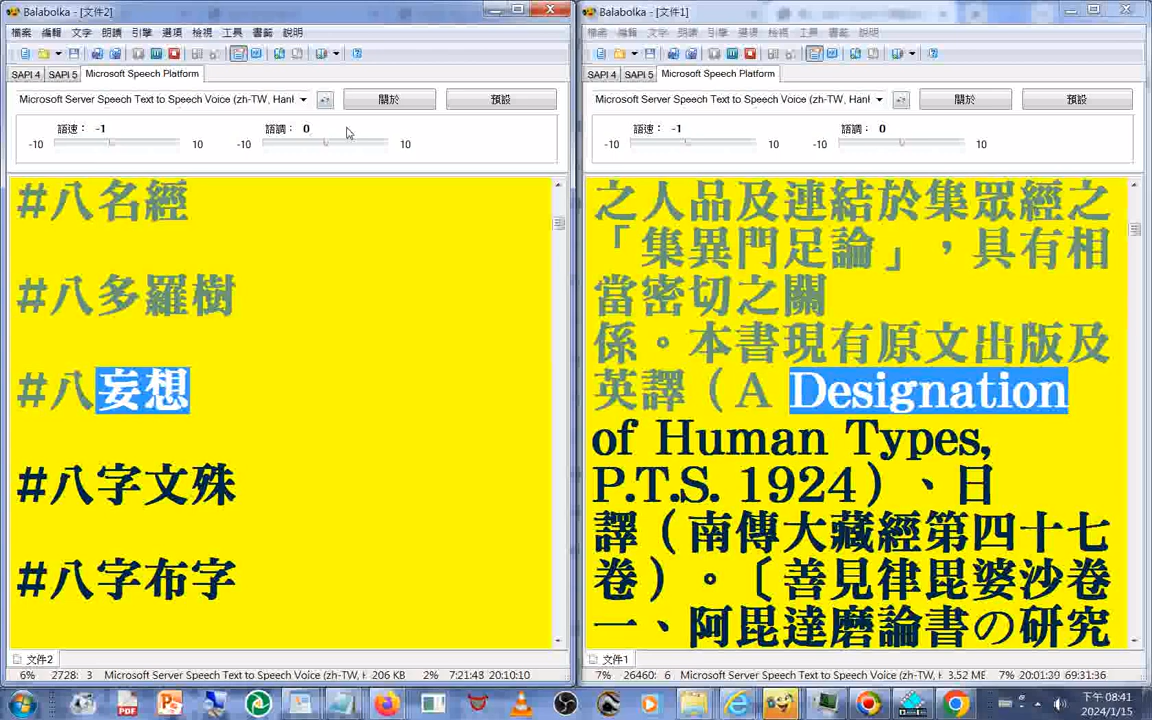 Balabolka - [文件2]
檔案 編輯 文字 朗讀 引擎 選項 檢視 工具 書籤 說明
SAPI 4 SAPI 5 Microsoft Speech Platform
Microsoft Server Speech Text to Speech Voice (zh-TW, Hanl
關於
預設
語速： -1
語調： 0
-10 10 -10 10
#八名經
#八多羅樹
#八妄想
#八字文殊
#八字布字
文件2
6% 2728: 3 Microsoft Server Speech Text to Speech Voice (zh-TW, H 206 KB 2% 7:21:48 20:10:10
Balabolka - [文件1]
檔案 編輯 文字 朗讀 引擎 選項 檢視 工具 書籤 說明
SAPI 4 SAPI 5 Microsoft Speech Platform
Microsoft Server Speech Text to Speech Voice (zh-TW, Hanl
關於
預設
語速： -1
語調： 0
-10 10 -10 10
之人品及連結於集眾經之
「集異門足論」，具有相
當密切之關
係。本書現有原文出版及
英譯（A Designation
of Human Types,
P.T.S. 1924）、日
譯（南傳大藏經第四十七
卷）。〔善見律毘婆沙卷
一、阿毘達磨論書の研究
文件1
7% 26460: 6 Microsoft Server Speech Text to Speech Voice (zh-TW, H 3.52 ME 7% 20:01:39 69:31:36
PDF
下午 08:41
2024/1/15